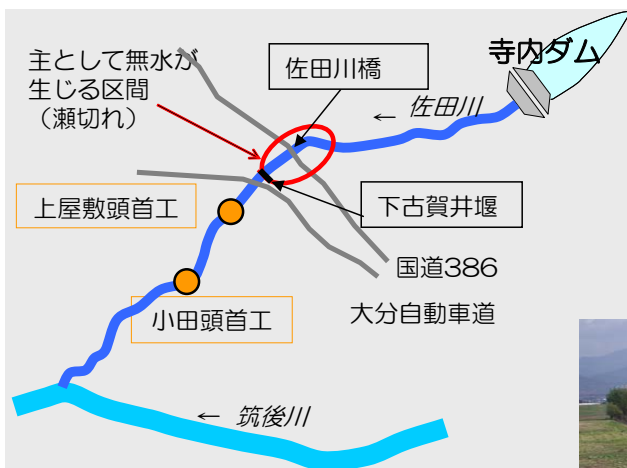 寺内ダム
主として無水が
生じる区間
（瀬切れ）
佐田川橋
← 佐田川
上屋敷頭首工
下古賀井堰
国道386
小田頭首工
大分自動車道
← 筑後川